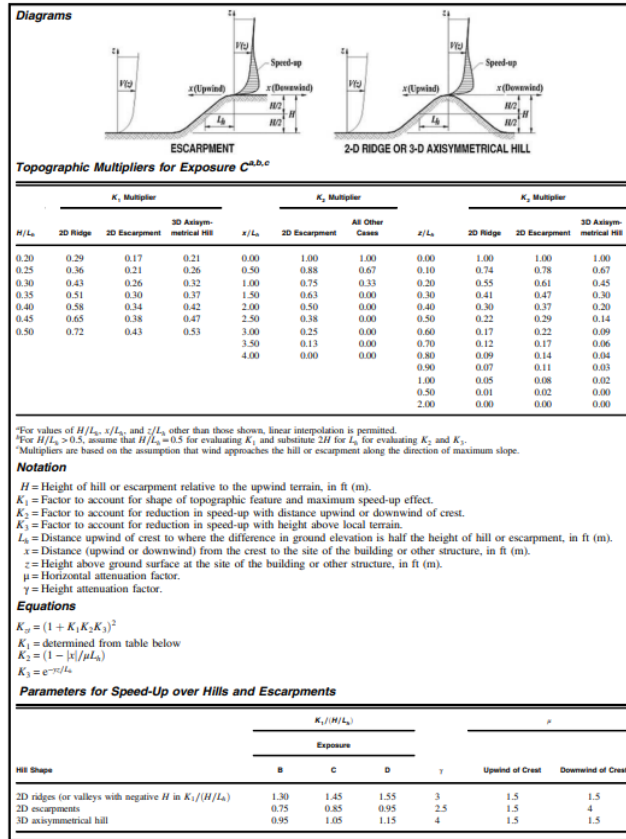 Diagrams
z
V(z)
Speed-up
x(Upwind)
x(Downwind)
H/2
H
H/2
Lh
ESCARPMENT
z
V(z)
z
V(z)
Speed-up
x(Upwind)
x(Downwind)
H/2
H
H/2
Lh
2-D RIDGE OR 3-D AXISYMMETRICAL HILL
Topographic Multipliers for Exposure C^a,b,c
K₁ Multiplier K₂ Multiplier K₃ Multiplier
H/Lh 2D Ridge 2D Escarpment 3D Axisym-metrical Hill x/Lh 2D Escarpment All Other Cases z/Lh 2D Ridge 2D Escarpment 3D Axisym-metrical Hill
0.20 0.29 0.17 0.21 0.00 1.00 1.00 0.00 1.00 1.00 1.00
0.25 0.36 0.21 0.26 0.50 0.88 0.67 0.10 0.74 0.78 0.67
0.30 0.43 0.26 0.32 1.00 0.75 0.33 0.20 0.55 0.61 0.45
0.35 0.51 0.30 0.37 1.50 0.63 0.00 0.30 0.41 0.47 0.30
0.40 0.58 0.34 0.42 2.00 0.50 0.00 0.40 0.30 0.37 0.20
0.45 0.65 0.38 0.47 2.50 0.38 0.00 0.50 0.22 0.29 0.14
0.50 0.72 0.43 0.53 3.00 0.25 0.00 0.60 0.17 0.22 0.09
3.50 0.13 0.00 0.70 0.12 0.17 0.06
4.00 0.00 0.00 0.80 0.09 0.14 0.04
0.90 0.07 0.11 0.03
1.00 0.05 0.08 0.02
0.50 0.01 0.02 0.00
2.00 0.00 0.00 0.00
ᵃFor values of H/Lh, x/Lh, and z/Lh other than those shown, linear interpolation is permitted.
ᵇFor H/Lh > 0.5, assume that H/Lh = 0.5 for evaluating K₁ and substitute 2H for Lh for evaluating K₂ and K₃.
ᶜMultipliers are based on the assumption that wind approaches the hill or escarpment along the direction of maximum slope.
Notation
H = Height of hill or escarpment relative to the upwind terrain, in ft (m).
K₁ = Factor to account for shape of topographic feature and maximum speed-up effect.
K₂ = Factor to account for reduction in speed-up with distance upwind or downwind of crest.
K₃ = Factor to account for reduction in speed-up with height above local terrain.
Lh = Distance upwind of crest to where the difference in ground elevation is half the height of hill or escarpment, in ft (m).
x = Distance (upwind or downwind) from the crest to the site of the building or other structure, in ft (m).
z = Height above ground surface at the site of the building or other structure, in ft (m).
μ = Horizontal attenuation factor.
γ = Height attenuation factor.
Equations
Kzt = (1 + K₁K₂K₃)²
K₁ = determined from table below
K₂ = (1 − |x|/μLh)
K₃ = e^−γz/Lh
Parameters for Speed-Up over Hills and Escarpments
K₁/(H/Lh) μ
Exposure
Hill Shape B C D γ Upwind of Crest Downwind of Crest
2D ridges (or valleys with negative H in K₁/(H/Lh) 1.30 1.45 1.55 3 1.5 1.5
2D escarpments 0.75 0.85 0.95 2.5 1.5 4
3D axisymmetrical hill 0.95 1.05 1.15 4 1.5 1.5